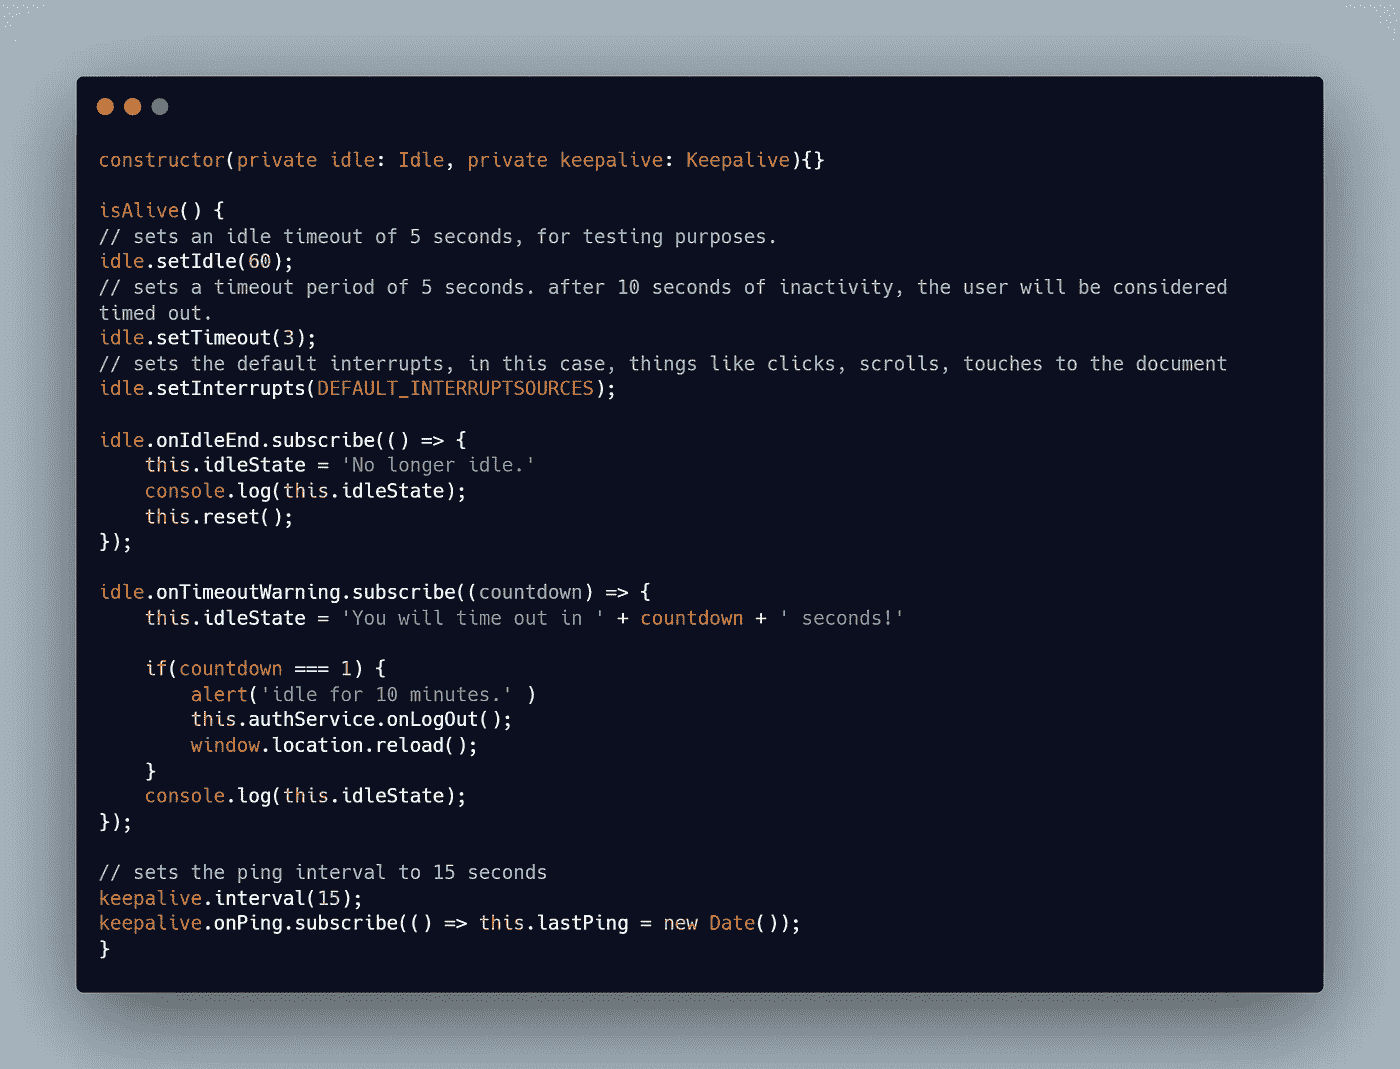 constructor(private idle: Idle, private keepalive: Keepalive){}

isAlive() {
// sets an idle timeout of 5 seconds, for testing purposes.
idle.setIdle(60);
// sets a timeout period of 5 seconds. after 10 seconds of inactivity, the user will be considered
timed out.
idle.setTimeout(3);
// sets the default interrupts, in this case, things like clicks, scrolls, touches to the document
idle.setInterrupts(DEFAULT_INTERRUPTSOURCES);

idle.onIdleEnd.subscribe(() => {
    this.idleState = 'No longer idle.'
    console.log(this.idleState);
    this.reset();
});

idle.onTimeoutWarning.subscribe((countdown) => {
    this.idleState = 'You will time out in ' + countdown + ' seconds!'

    if(countdown === 1) {
        alert('idle for 10 minutes.' )
        this.authService.onLogOut();
        window.location.reload();
    }
    console.log(this.idleState);
});

// sets the ping interval to 15 seconds
keepalive.interval(15);
keepalive.onPing.subscribe(() => this.lastPing = new Date());
}